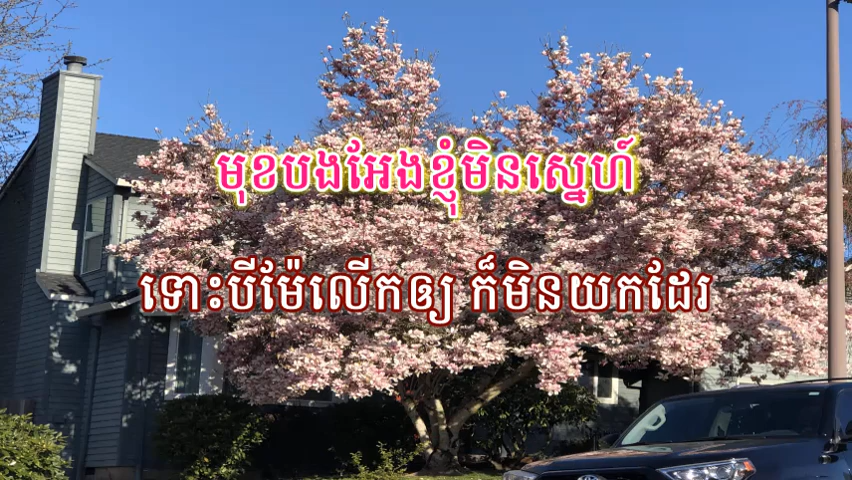 មុខបងអែងខ្ញុំមិនស្នេហ៍
ទោះបីម៉ែលើកឲ្យ ក៏មិនយកដែរ